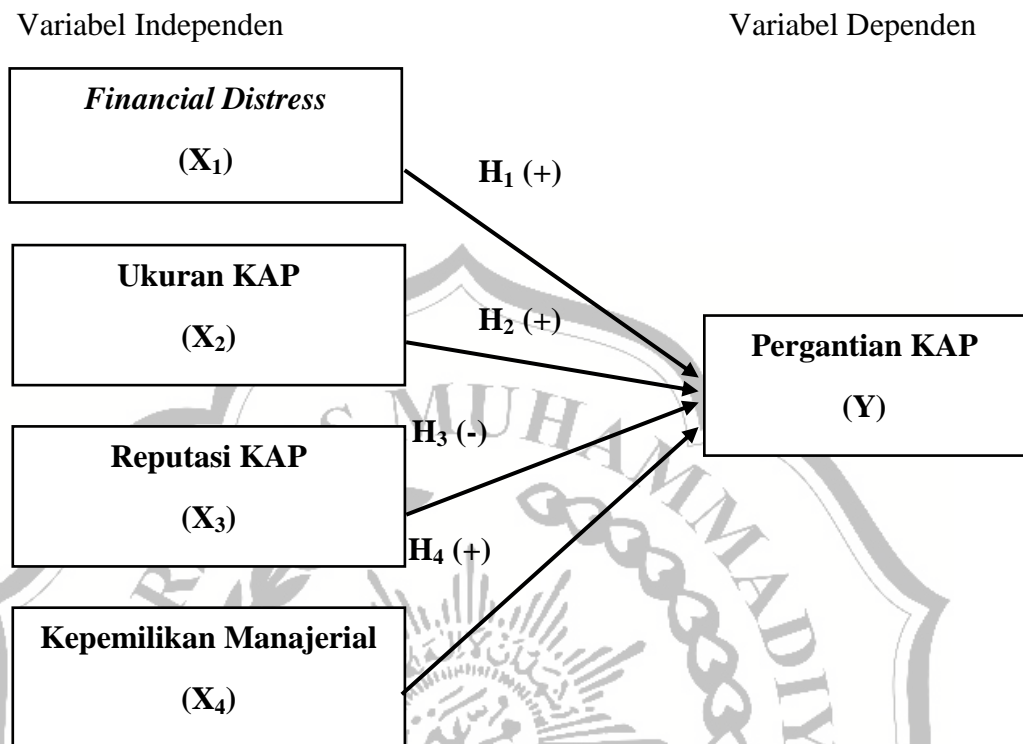 Variabel Independen
Variabel Dependen
Financial Distress
(X₁)
H₁ (+)
Ukuran KAP
(X₂)
H₂ (+)
Pergantian KAP
(Y)
Reputasi KAP
(X₃)
H₃ (-)
Kepemilikan Manajerial
(X₄)
H₄ (+)
S MUHAMMADIY